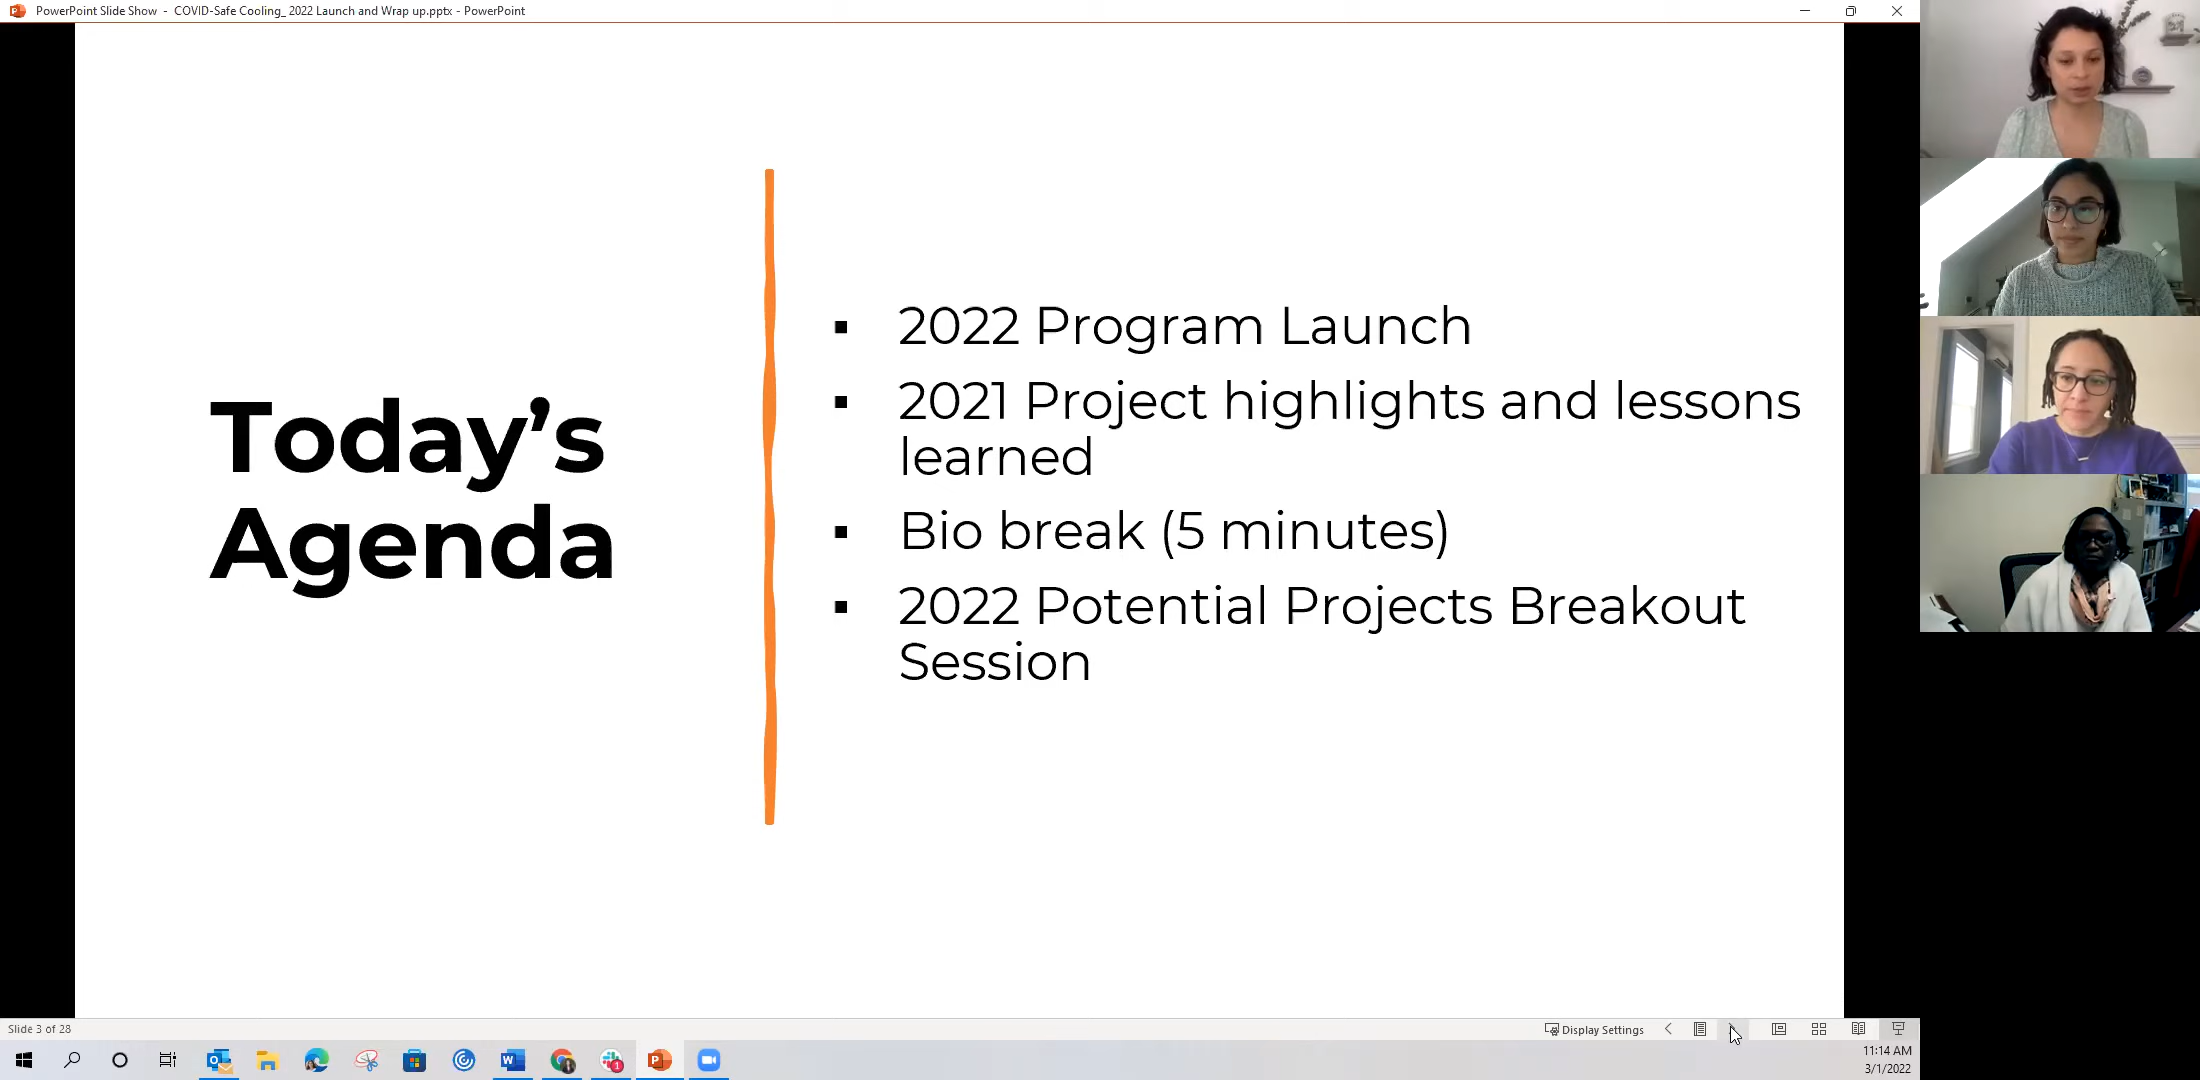 PowerPoint Slide Show - COVID-Safe Cooling_ 2022 Launch and Wrap up.pptx - PowerPoint
Today’s
Agenda
▪ 2022 Program Launch
▪ 2021 Project highlights and lessons
learned
▪ Bio break (5 minutes)
▪ 2022 Potential Projects Breakout
Session
Slide 3 of 28
Display Settings
11:14 AM
3/1/2022